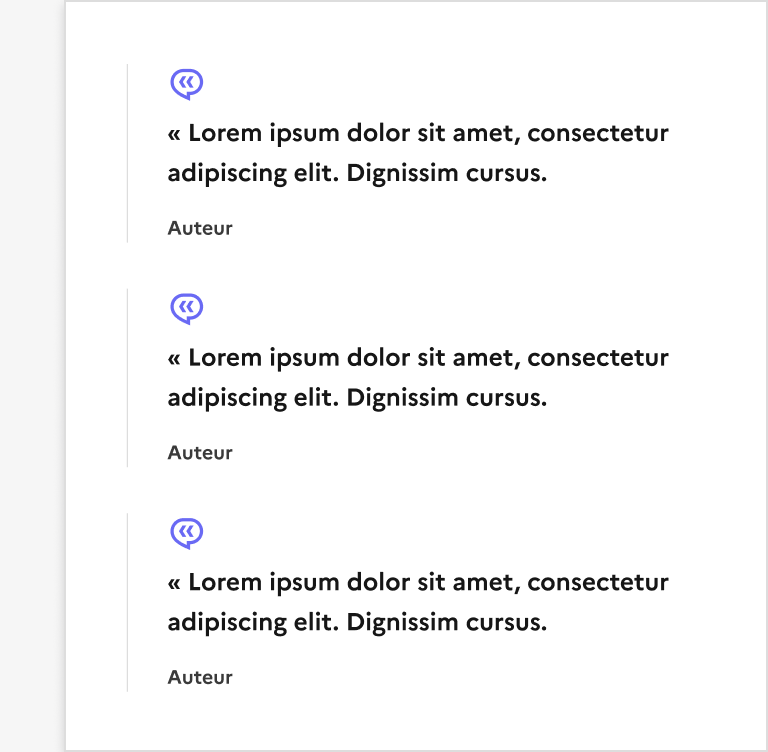 « Lorem ipsum dolor sit amet, consectetur
adipiscing elit. Dignissim cursus.
Auteur
« Lorem ipsum dolor sit amet, consectetur
adipiscing elit. Dignissim cursus.
Auteur
« Lorem ipsum dolor sit amet, consectetur
adipiscing elit. Dignissim cursus.
Auteur